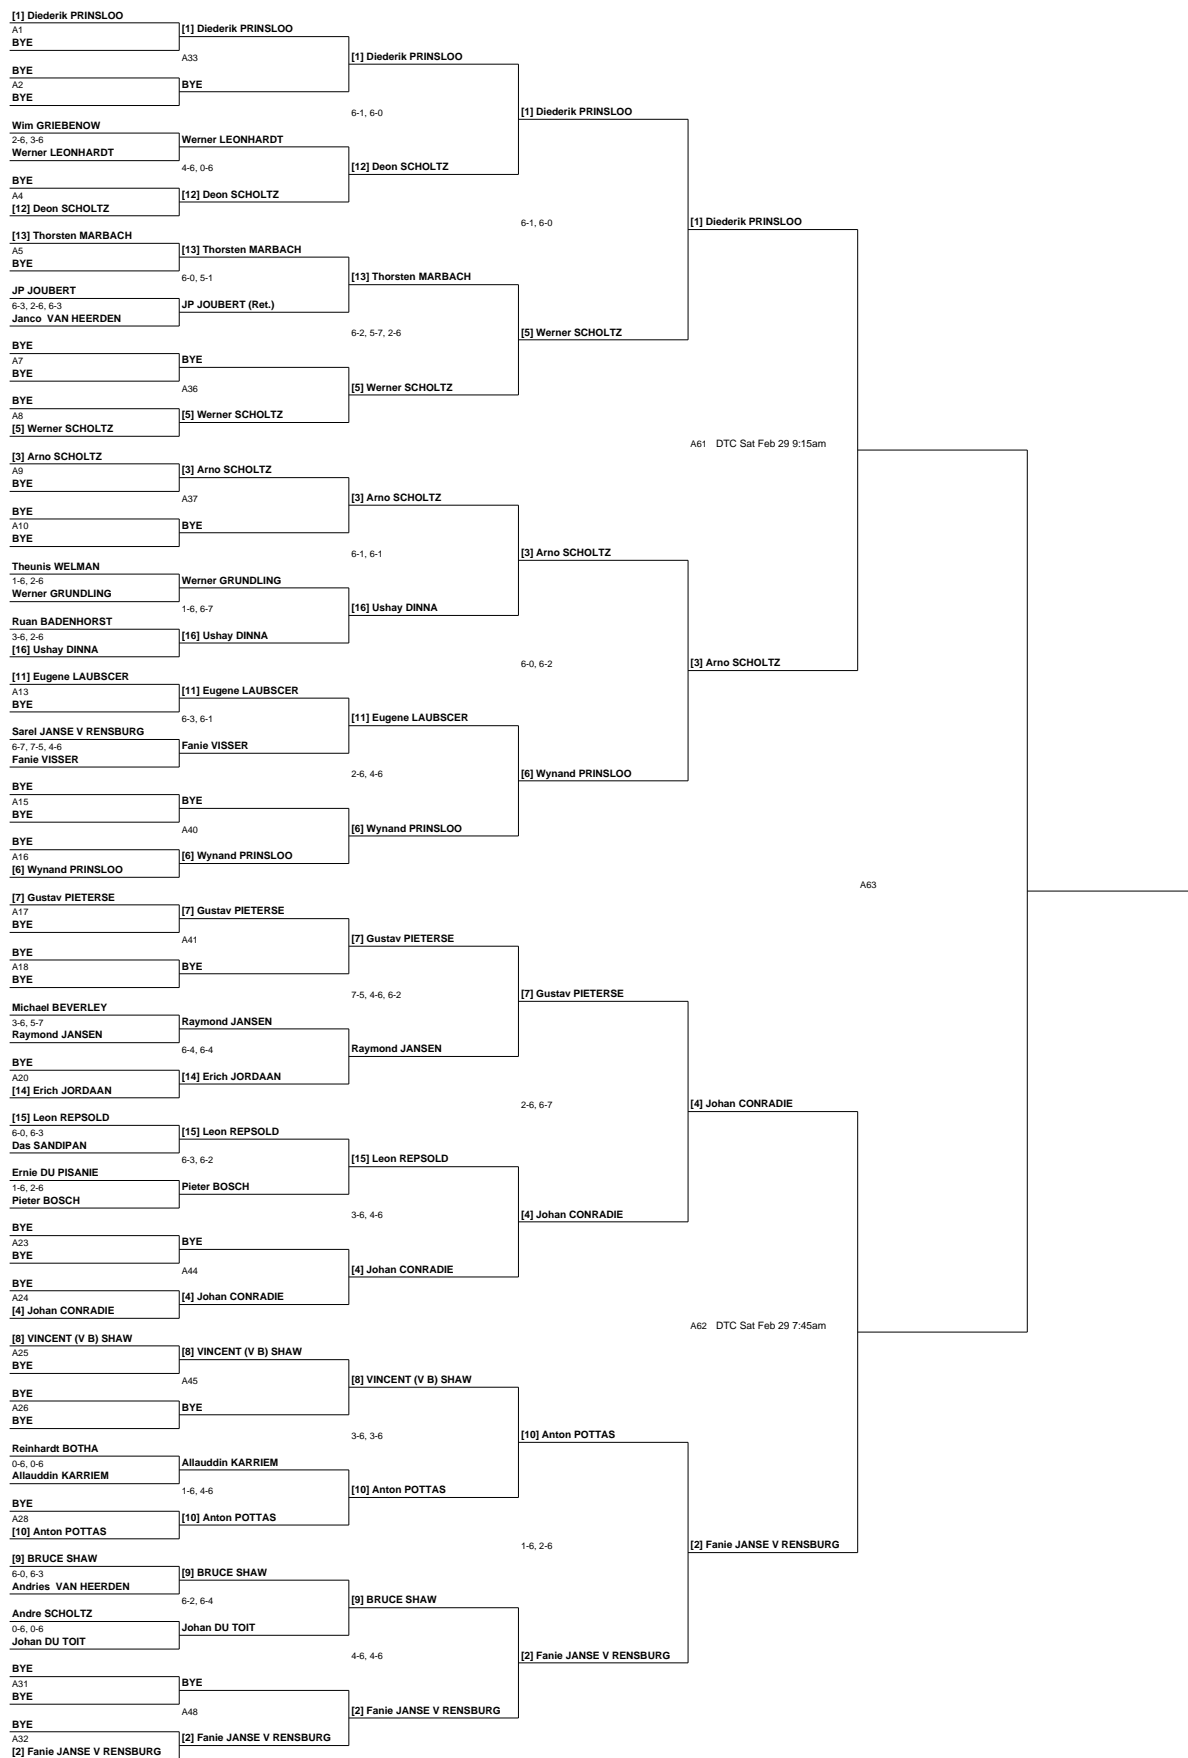 [1] Diederik PRINSLOO
A1
BYE
BYE
A2
BYE
Wim GRIEBENOW
2-6, 3-6
Werner LEONHARDT
BYE
A4
[12] Deon SCHOLTZ
[13] Thorsten MARBACH
A5
BYE
JP JOUBERT
6-3, 2-6, 6-3
Janco  VAN HEERDEN
BYE
A7
BYE
BYE
A8
[5] Werner SCHOLTZ
[3] Arno SCHOLTZ
A9
BYE
BYE
A10
BYE
Theunis WELMAN
1-6, 2-6
Werner GRUNDLING
Ruan BADENHORST
3-6, 2-6
[16] Ushay DINNA
[11] Eugene LAUBSCER
A13
BYE
Sarel JANSE V RENSBURG
6-7, 7-5, 4-6
Fanie VISSER
BYE
A15
BYE
BYE
A16
[6] Wynand PRINSLOO
[7] Gustav PIETERSE
A17
BYE
BYE
A18
BYE
Michael BEVERLEY
3-6, 5-7
Raymond JANSEN
BYE
A20
[14] Erich JORDAAN
[15] Leon REPSOLD
6-0, 6-3
Das SANDIPAN
Ernie DU PISANIE
1-6, 2-6
Pieter BOSCH
BYE
A23
BYE
BYE
A24
[4] Johan CONRADIE
[8] VINCENT (V B) SHAW
A25
BYE
BYE
A26
BYE
Reinhardt BOTHA
0-6, 0-6
Allauddin KARRIEM
BYE
A28
[10] Anton POTTAS
[9] BRUCE SHAW
6-0, 6-3
Andries  VAN HEERDEN
Andre SCHOLTZ
0-6, 0-6
Johan DU TOIT
BYE
A31
BYE
BYE
A32
[2] Fanie JANSE V RENSBURG
[1] Diederik PRINSLOO
A33
BYE
Werner LEONHARDT
4-6, 0-6
[12] Deon SCHOLTZ
[13] Thorsten MARBACH
6-0, 5-1
JP JOUBERT (Ret.)
BYE
A36
[5] Werner SCHOLTZ
[3] Arno SCHOLTZ
A37
BYE
Werner GRUNDLING
1-6, 6-7
[16] Ushay DINNA
[11] Eugene LAUBSCER
6-3, 6-1
Fanie VISSER
BYE
A40
[6] Wynand PRINSLOO
[7] Gustav PIETERSE
A41
BYE
Raymond JANSEN
6-4, 6-4
[14] Erich JORDAAN
[15] Leon REPSOLD
6-3, 6-2
Pieter BOSCH
BYE
A44
[4] Johan CONRADIE
[8] VINCENT (V B) SHAW
A45
BYE
Allauddin KARRIEM
1-6, 4-6
[10] Anton POTTAS
[9] BRUCE SHAW
6-2, 6-4
Johan DU TOIT
BYE
A48
[2] Fanie JANSE V RENSBURG
[1] Diederik PRINSLOO
6-1, 6-0
[12] Deon SCHOLTZ
[13] Thorsten MARBACH
6-2, 5-7, 2-6
[5] Werner SCHOLTZ
[3] Arno SCHOLTZ
6-1, 6-1
[16] Ushay DINNA
[11] Eugene LAUBSCER
2-6, 4-6
[6] Wynand PRINSLOO
[7] Gustav PIETERSE
7-5, 4-6, 6-2
Raymond JANSEN
[15] Leon REPSOLD
3-6, 4-6
[4] Johan CONRADIE
[8] VINCENT (V B) SHAW
3-6, 3-6
[10] Anton POTTAS
[9] BRUCE SHAW
4-6, 4-6
[2] Fanie JANSE V RENSBURG
[1] Diederik PRINSLOO
6-1, 6-0
[5] Werner SCHOLTZ
[3] Arno SCHOLTZ
6-0, 6-2
[6] Wynand PRINSLOO
[7] Gustav PIETERSE
2-6, 6-7
[4] Johan CONRADIE
[10] Anton POTTAS
1-6, 2-6
[2] Fanie JANSE V RENSBURG
[1] Diederik PRINSLOO
A61   DTC Sat Feb 29 9:15am
[3] Arno SCHOLTZ
[4] Johan CONRADIE
A62   DTC Sat Feb 29 7:45am
[2] Fanie JANSE V RENSBURG
A63